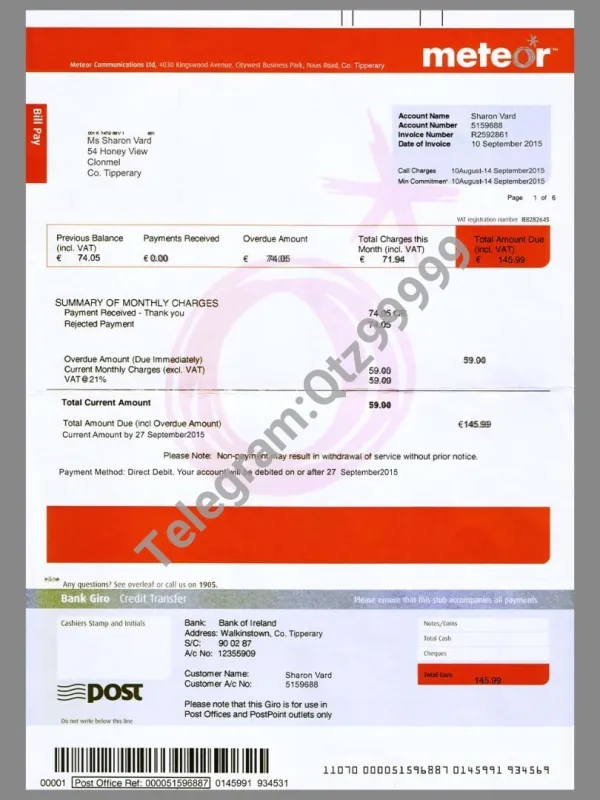 meteor™
Meteor Communications Ltd, 4030 Kingswood Avenue, Citywest Business Park, Naas Road, Co. Tipperary
Bill Pay
Ms Sharon Vard
54 Honey View
Clonmel
Co. Tipperary
Account Name Sharon Vard
Account Number 5159688
Invoice Number R2592861
Date of Invoice 10 September 2015
Call Charges 10August-14 September2015
Min Commitment 10August-14 September2015
Page 1 of 6
VAT registration number IE8282645
Previous Balance (incl. VAT) € 74.05
Payments Received € 0.00
Overdue Amount € 74.05
Total Charges this Month (incl. VAT) € 71.94
Total Amount Due (incl. VAT) € 145.99
SUMMARY OF MONTHLY CHARGES
Payment Received - Thank you 74.05 CR
Rejected Payment 74.05
Overdue Amount (Due Immediately) 59.00
Current Monthly Charges (excl. VAT) 59.00
VAT@21% 59.00
Total Current Amount 59.00
Total Amount Due (incl Overdue Amount) €145.99
Current Amount by 27 September2015
Please Note: Non-payment may result in withdrawal of service without prior notice.
Payment Method: Direct Debit. Your account will be debited on or after 27 September2015
Telegram:Qtz99999
Any questions? See overleaf or call us on 1905.
Bank Giro Credit Transfer
Please ensure that this stub accompanies all payments
Cashiers Stamp and Initials
Bank: Bank of Ireland
Address: Walkinstown, Co. Tipperary
S/C: 90 02 87
A/c No: 12355909
Customer Name: Sharon Vard
Customer A/c No: 5159688
Please note that this Giro is for use in
Post Offices and PostPoint outlets only
Notes/Coins
Total Cash
Cheques
Total Euro 145.99
post
Do not write below this line
00001 Post Office Ref: 000051596887 0145991 934531
11070 000051596887 0145991 934569